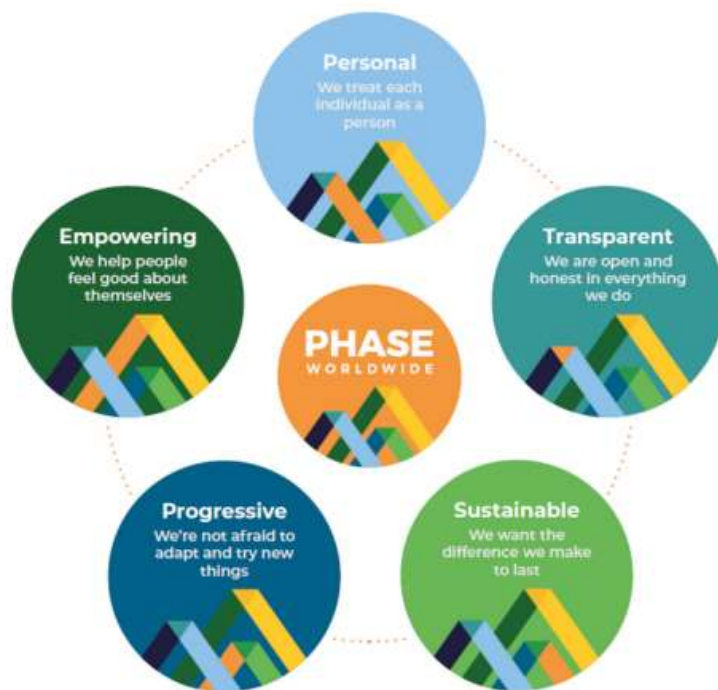 Personal
We treat each
individual as a
person
Empowering
We help people
feel good about
themselves
Transparent
We are open and
honest in everything
we do
PHASE
WORLDWIDE
Progressive
We're not afraid to
adapt and try new
things
Sustainable
We want the
difference we make
to last